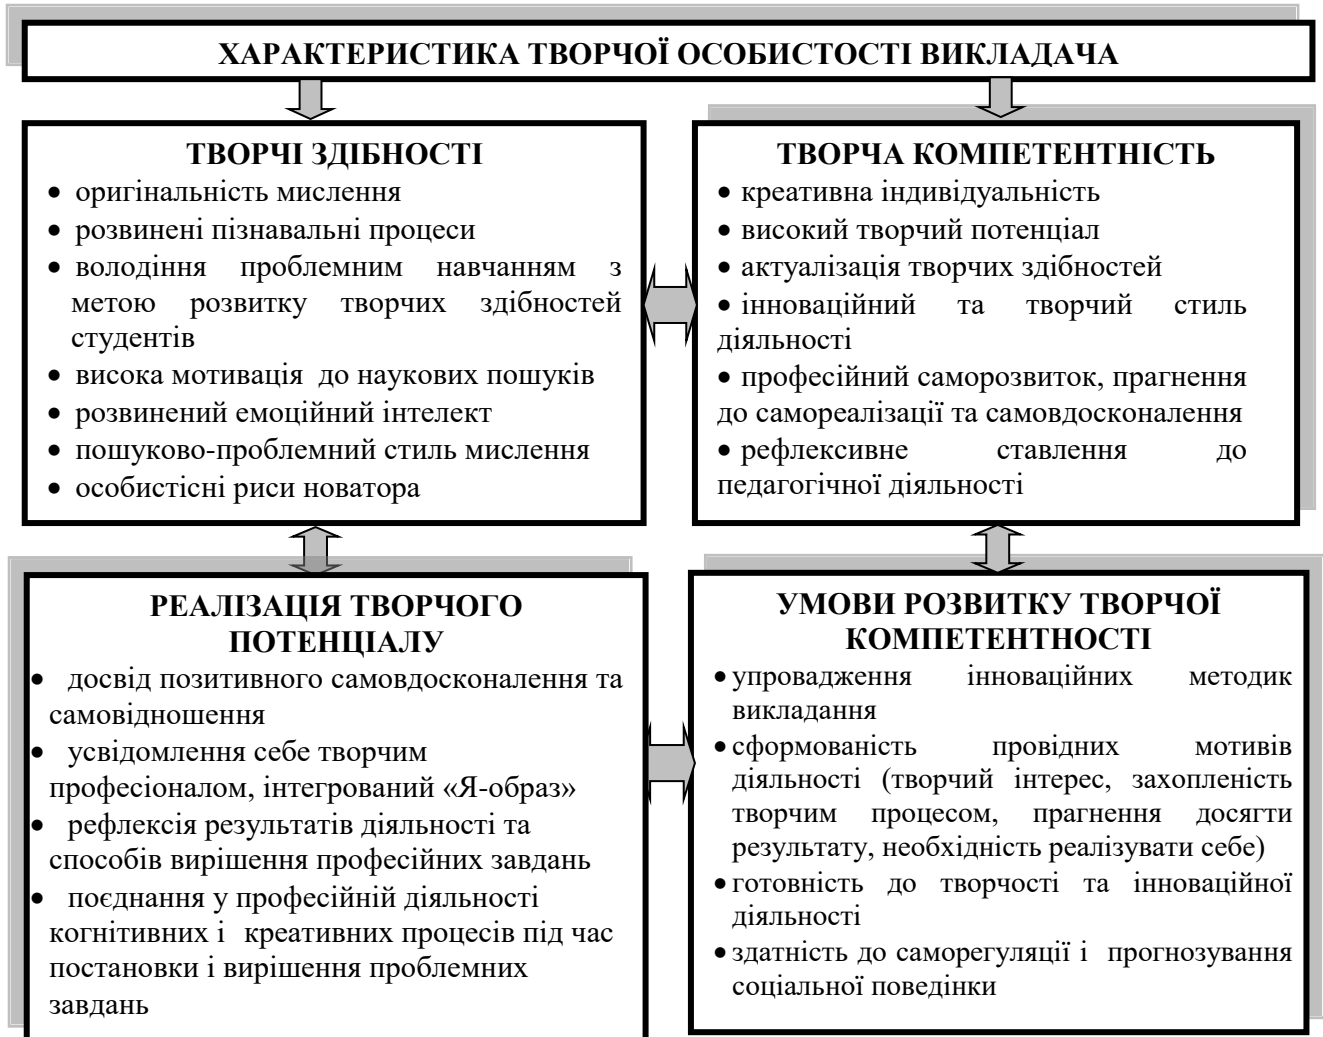 ХАРАКТЕРИСТИКА ТВОРЧОЇ ОСОБИСТОСТІ ВИКЛАДАЧА
ТВОРЧІ ЗДІБНОСТІ
• оригінальність мислення
• розвинені пізнавальні процеси
• володіння проблемним навчанням з
метою розвитку творчих здібностей
студентів
• висока мотивація до наукових пошуків
• розвинений емоційний інтелект
• пошуково-проблемний стиль мислення
• особистісні риси новатора
ТВОРЧА КОМПЕТЕНТНІСТЬ
• креативна індивідуальність
• високий творчий потенціал
• актуалізація творчих здібностей
• інноваційний та творчий стиль
діяльності
• професійний саморозвиток, прагнення
до самореалізації та самовдосконалення
• рефлексивне ставлення до
педагогічної діяльності
РЕАЛІЗАЦІЯ ТВОРЧОГО
ПОТЕНЦІАЛУ
• досвід позитивного самовдосконалення та
самовідношення
• усвідомлення себе творчим
професіоналом, інтегрований «Я-образ»
• рефлексія результатів діяльності та
способів вирішення професійних завдань
• поєднання у професійній діяльності
когнітивних і креативних процесів під час
постановки і вирішення проблемних
завдань
УМОВИ РОЗВИТКУ ТВОРЧОЇ
КОМПЕТЕНТНОСТІ
• упровадження інноваційних методик
викладання
• сформованість провідних мотивів
діяльності (творчий інтерес, захопленість
творчим процесом, прагнення досягти
результату, необхідність реалізувати себе)
• готовність до творчості та інноваційної
діяльності
• здатність до саморегуляції і прогнозування
соціальної поведінки